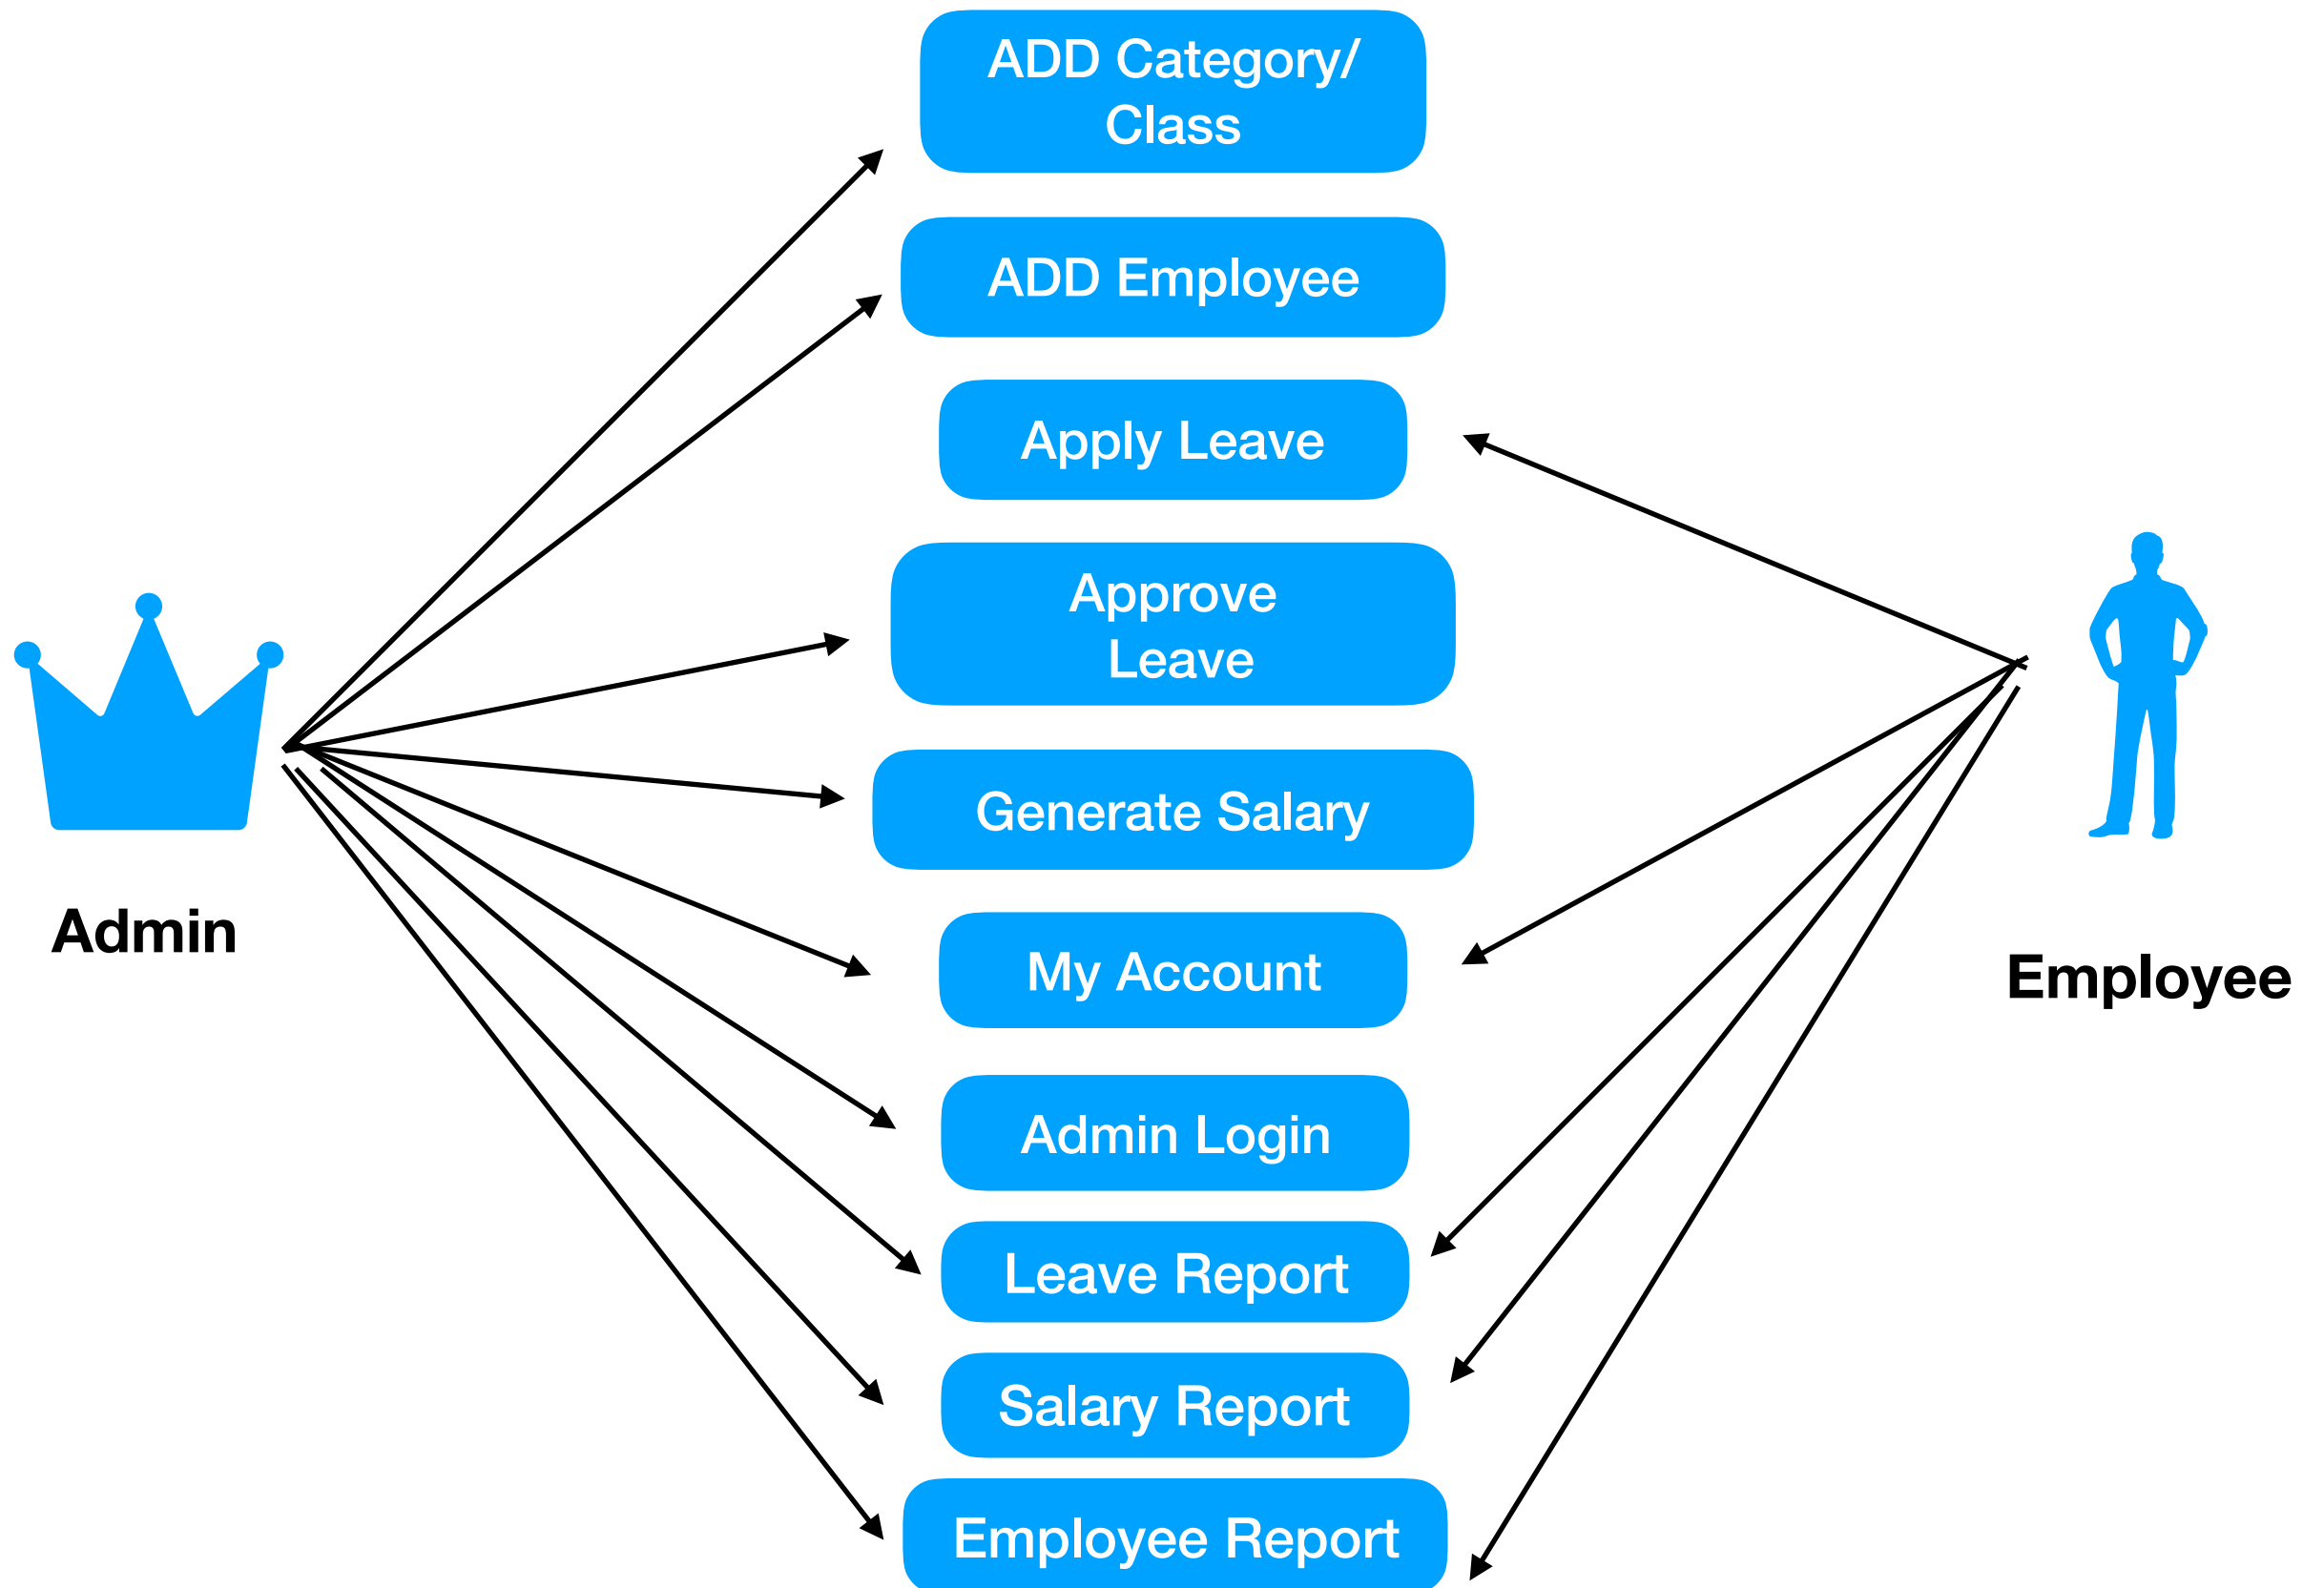 ADD Category/
Class
ADD Employee
Apply Leave
Approve
Leave
Generate Salary
Admin
My Account
Employee
Admin Login
Leave Report
Salary Report
Employee Report